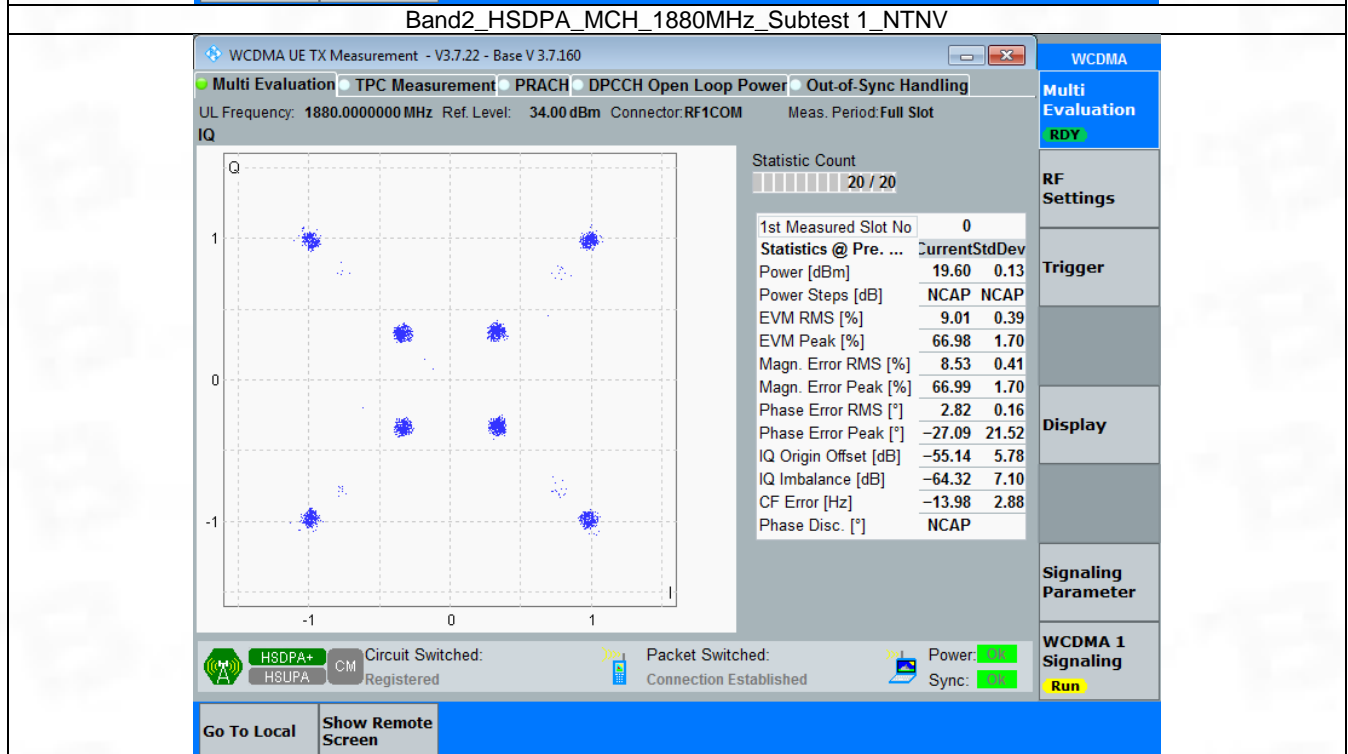 Band2_HSDPA_MCH_1880MHz_Subtest 1_NTNV
WCDMA UE TX Measurement - V3.7.22 - Base V 3.7.160
WCDMA
Multi Evaluation TPC Measurement PRACH DPCCH Open Loop Power Out-of-Sync Handling
Multi
Evaluation
RDY
UL Frequency: 1880.0000000 MHz Ref. Level: 34.00 dBm Connector:RF1COM Meas. Period:Full Slot
IQ
Q
1
0
-1
-1 0 1
I
Statistic Count
20 / 20
1st Measured Slot No 0
Statistics @ Pre. ... CurrentStdDev
Power [dBm] 19.60 0.13
Power Steps [dB] NCAP NCAP
EVM RMS [%] 9.01 0.39
EVM Peak [%] 66.98 1.70
Magn. Error RMS [%] 8.53 0.41
Magn. Error Peak [%] 66.99 1.70
Phase Error RMS [°] 2.82 0.16
Phase Error Peak [°] −27.09 21.52
IQ Origin Offset [dB] −55.14 5.78
IQ Imbalance [dB] −64.32 7.10
CF Error [Hz] −13.98 2.88
Phase Disc. [°] NCAP
RF
Settings
Trigger
Display
Signaling
Parameter
WCDMA 1
Signaling
Run
HSDPA+
HSUPA
CM
Circuit Switched:
Registered
Packet Switched:
Connection Established
Power: Ok
Sync: Ok
Go To Local
Show Remote
Screen